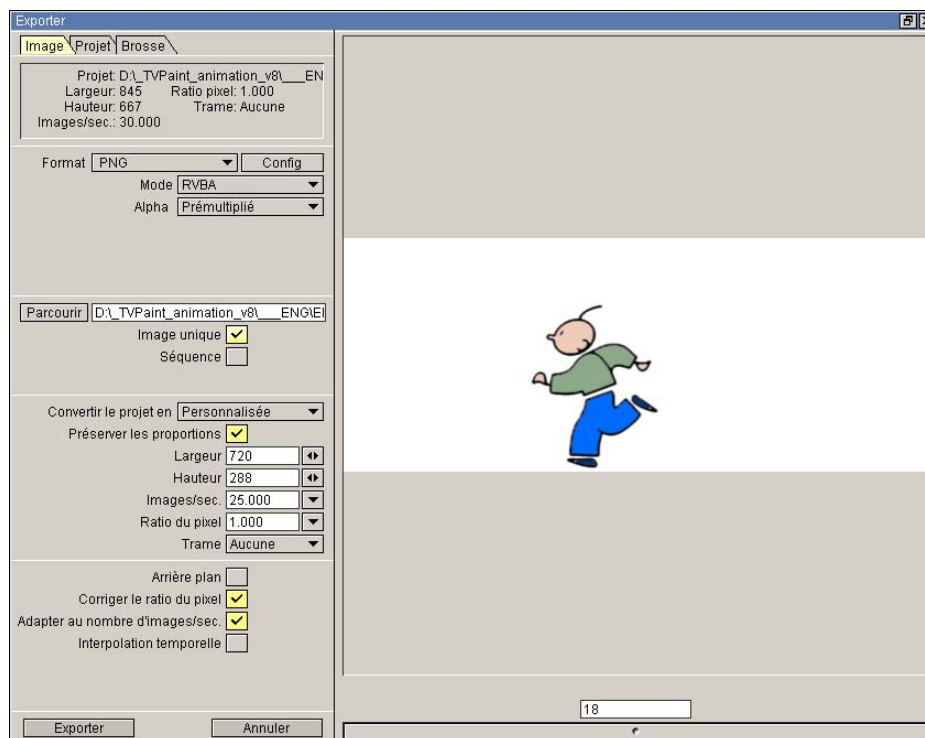 Exporter
Image Projet Brosse
Projet: D:\_TVPaint_animation_v8\___EN
Largeur: 845 Ratio pixel: 1.000
Hauteur: 667 Trame: Aucune
Images/sec.: 30.000
Format PNG Config
Mode RVBA
Alpha Prémultiplié
Parcourir D:\_TVPaint_animation_v8\___ENG\El
Image unique
Séquence
Convertir le projet en Personnalisée
Préserver les proportions
Largeur 720
Hauteur 288
Images/sec. 25.000
Ratio du pixel 1.000
Trame Aucune
Arrière plan
Corriger le ratio du pixel
Adapter au nombre d'images/sec.
Interpolation temporelle
18
Exporter Annuler